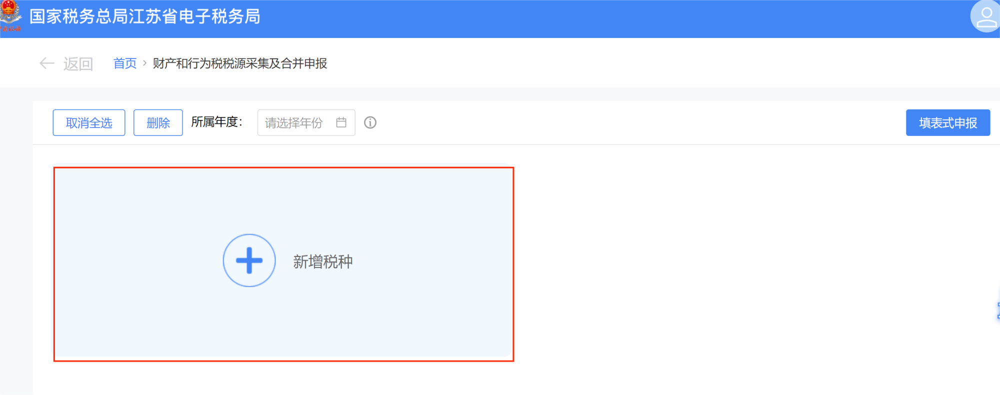 国家税务总局江苏省电子税务局
返回 首页 > 财产和行为税税源采集及合并申报
取消全选 删除 所属年度： 请选择年份 填表式申报
新增税种